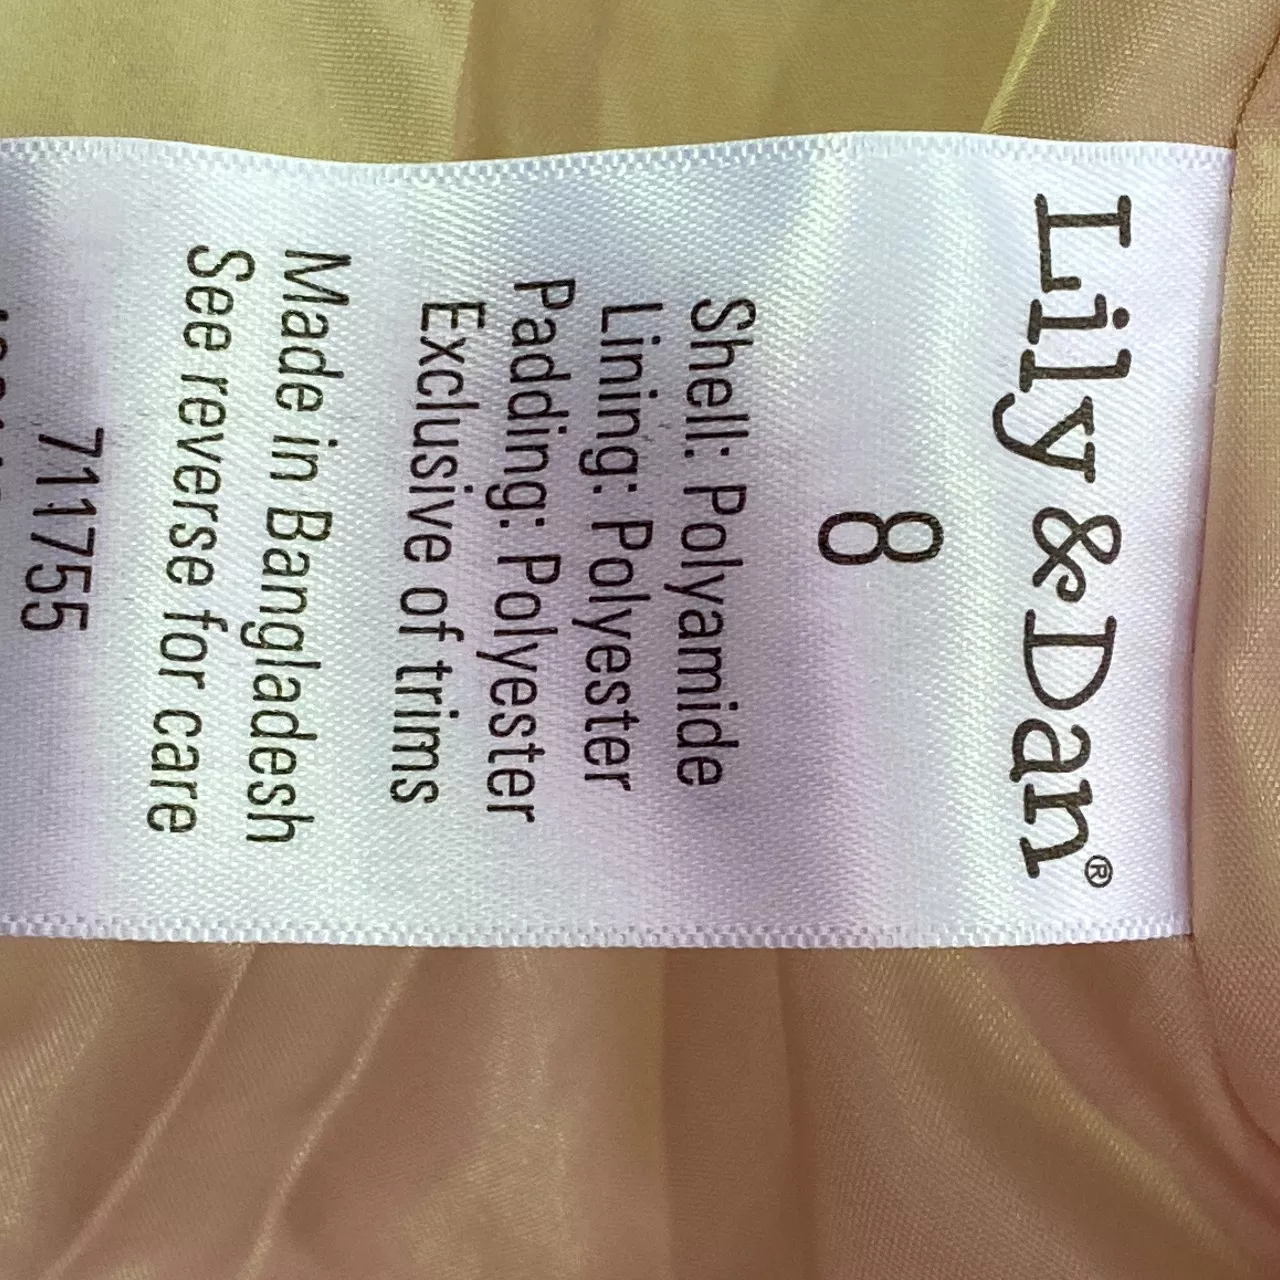 Lily & Dan®
8
Shell: Polyamide
Lining: Polyester
Padding: Polyester
Exclusive of trims
Made in Bangladesh
See reverse for care
711755